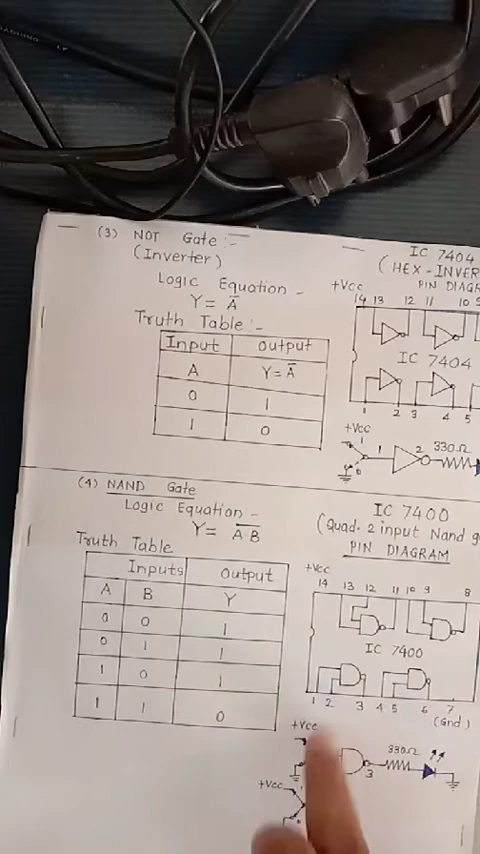 (3) NOT Gate :-
(Inverter)
Logic Equation -
Y = A̅
Truth Table :-
Input Output
A Y = A̅
0 1
1 0
IC 7404
(HEX - INVER
PIN DIAGR
+Vcc
14 13 12 11 10 9
IC 7404
1 2 3 4 5
+Vcc
1 1 2 330Ω
0
(4) NAND Gate
Logic Equation -
Y = A̅ B̅
Truth Table
Inputs Output
A B Y
0 0 1
0 1 1
1 0 1
1 1 0
IC 7400
(Quad. 2 input Nand g
PIN DIAGRAM
+Vcc
14 13 12 11 10 9 8
IC 7400
1 2 3 4 5 6 7
(Gnd)
+Vcc
3 330Ω
+Vcc